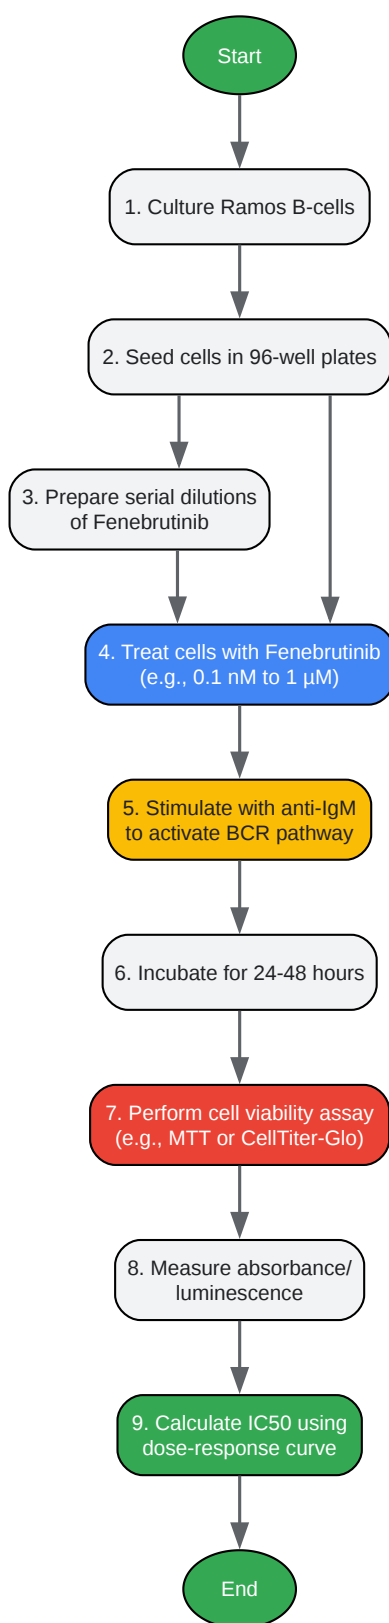 Start
1. Culture Ramos B-cells
2. Seed cells in 96-well plates
3. Prepare serial dilutions
of Fenebrutinib
4. Treat cells with Fenebrutinib
(e.g., 0.1 nM to 1 µM)
5. Stimulate with anti-IgM
to activate BCR pathway
6. Incubate for 24-48 hours
7. Perform cell viability assay
(e.g., MTT or CellTiter-Glo)
8. Measure absorbance/
luminescence
9. Calculate IC50 using
dose-response curve
End